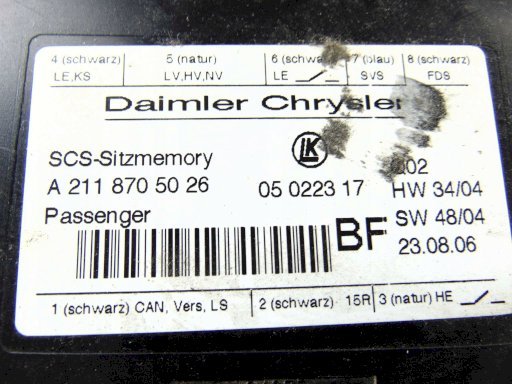 4 (schwarz) 5 (natur) 6 (schwarz) 7 (blau) 8 (schwarz)
LE,KS LV,HV,NV LE SVS FDS
Daimler Chrysler
SCS-Sitzmemory LK 002
A 211 870 50 26 05 0223 17 HW 34/04
Passenger BF SW 48/04
23.08.06
1 (schwarz) CAN, Vers, LS 2 (schwarz) 15R 3 (natur) HE